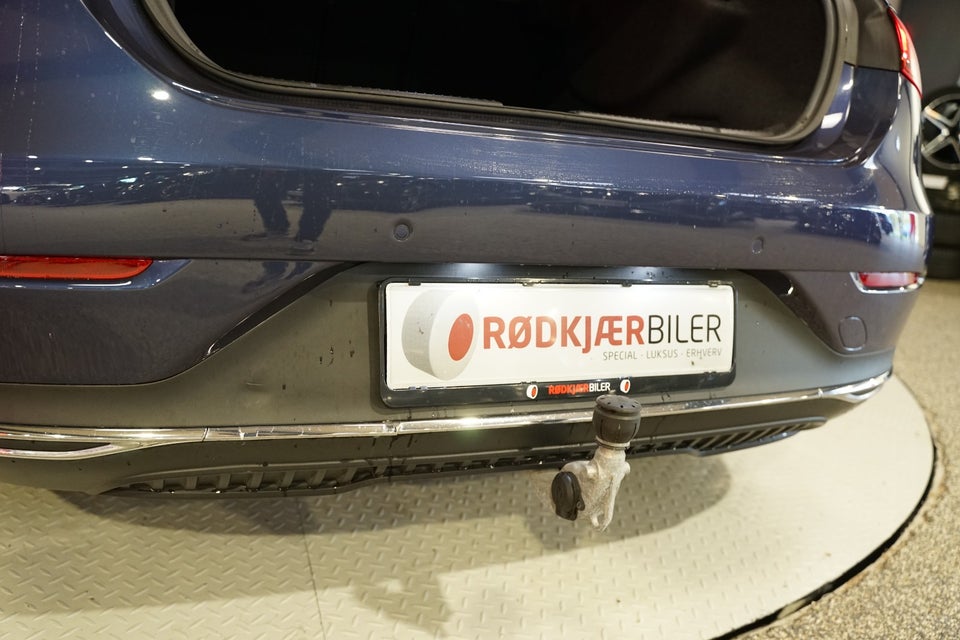 RØDKJÆRBILER
SPECIAL · LUKSUS · ERHVERV
RØDKJÆRBILER